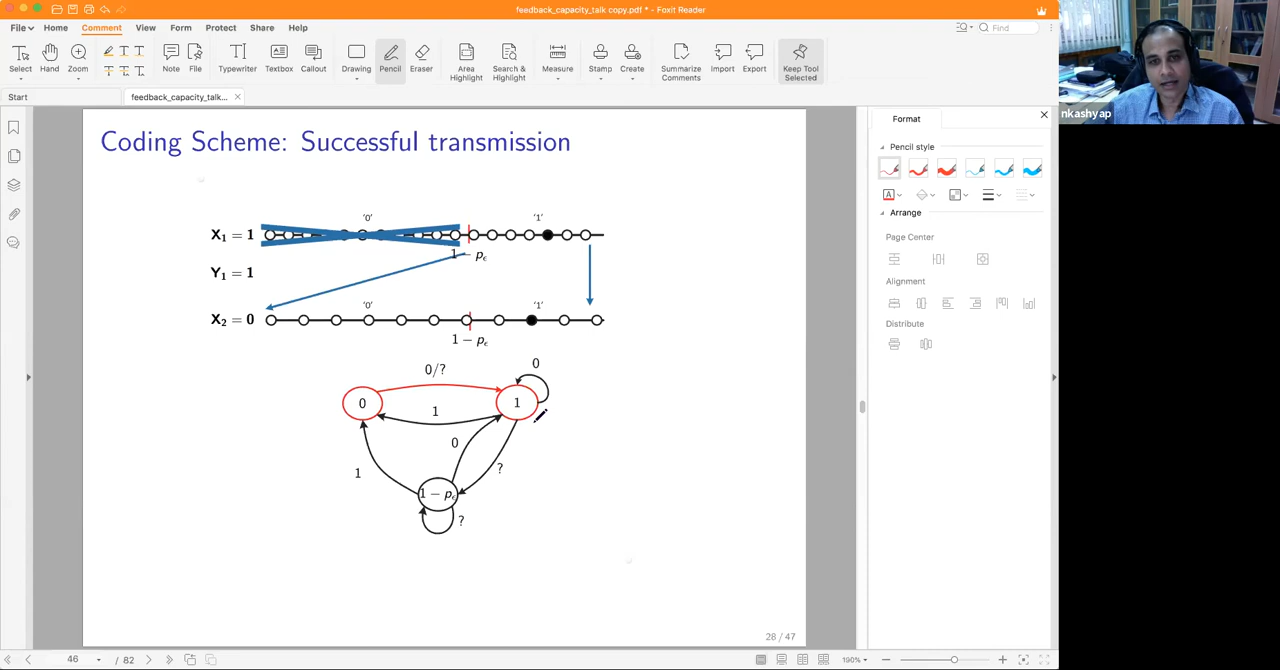 feedback_capacity_talk copy.pdf * - Foxit Reader
File Home Comment View Form Protect Share Help Find
Select Hand Zoom Note File Typewriter Textbox Callout Drawing Pencil Eraser Area Highlight Search & Highlight Measure Stamp Create Summarize Comments Import Export Keep Tool Selected
Start feedback_capacity_talk... ×
nkashyap
Format
Pencil style
Arrange
Page Center
Alignment
Distribute
Coding Scheme: Successful transmission
'0' '1'
X₁ = 1
1 − pϵ
Y₁ = 1
'0' '1'
X₂ = 0
1 − pϵ
0/? 0
0 1 1
0
1 ?
1 − pϵ
?
28 / 47
46 / 82 190%